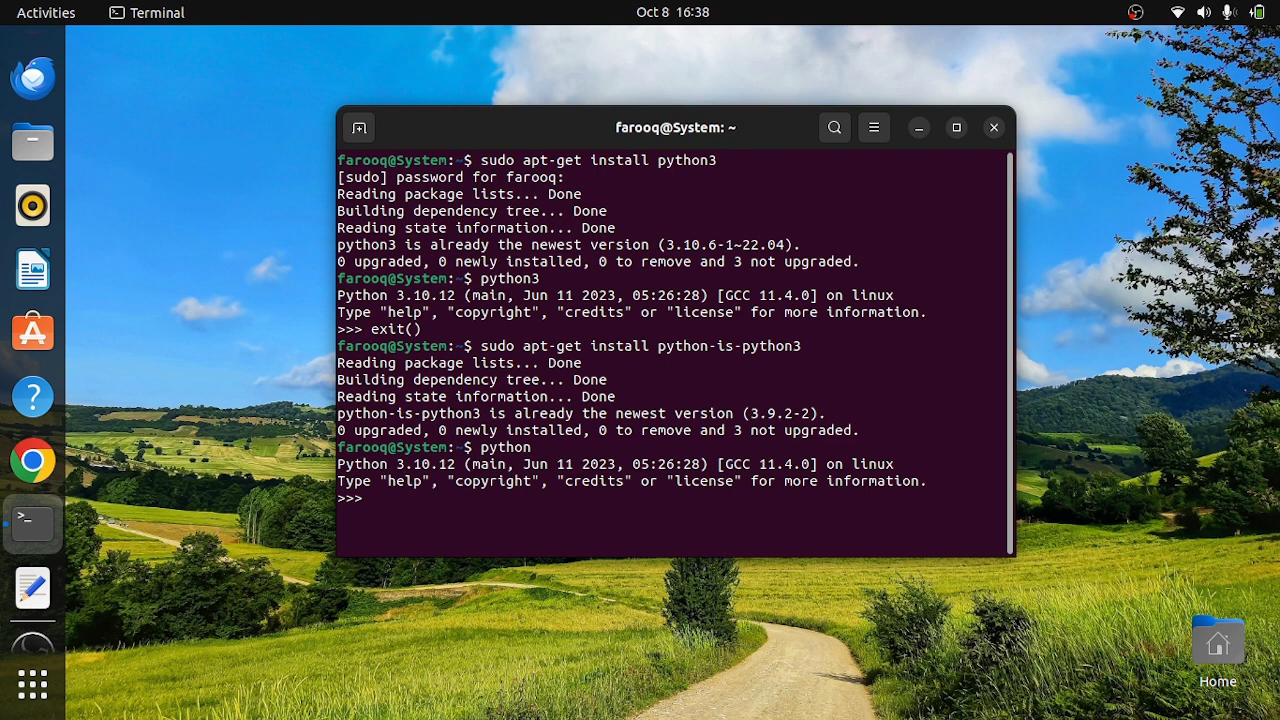 Activities
Terminal
Oct 8 16:38
farooq@System: ~
farooq@System:~$ sudo apt-get install python3
[sudo] password for farooq:
Reading package lists... Done
Building dependency tree... Done
Reading state information... Done
python3 is already the newest version (3.10.6-1~22.04).
0 upgraded, 0 newly installed, 0 to remove and 3 not upgraded.
farooq@System:~$ python3
Python 3.10.12 (main, Jun 11 2023, 05:26:28) [GCC 11.4.0] on linux
Type "help", "copyright", "credits" or "license" for more information.
>>> exit()
farooq@System:~$ sudo apt-get install python-is-python3
Reading package lists... Done
Building dependency tree... Done
Reading state information... Done
python-is-python3 is already the newest version (3.9.2-2).
0 upgraded, 0 newly installed, 0 to remove and 3 not upgraded.
farooq@System:~$ python
Python 3.10.12 (main, Jun 11 2023, 05:26:28) [GCC 11.4.0] on linux
Type "help", "copyright", "credits" or "license" for more information.
>>>
Home